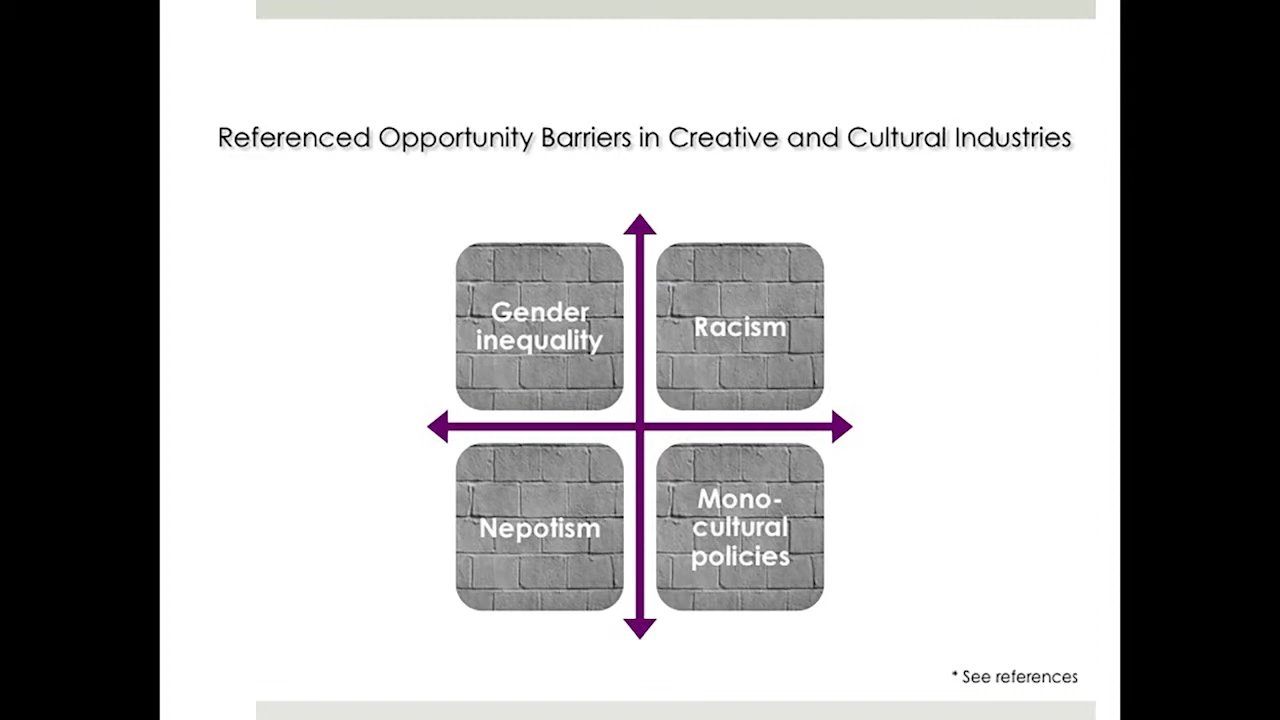 Referenced Opportunity Barriers in Creative and Cultural Industries
Gender
inequality
Racism
Nepotism
Mono-
cultural
policies
* See references